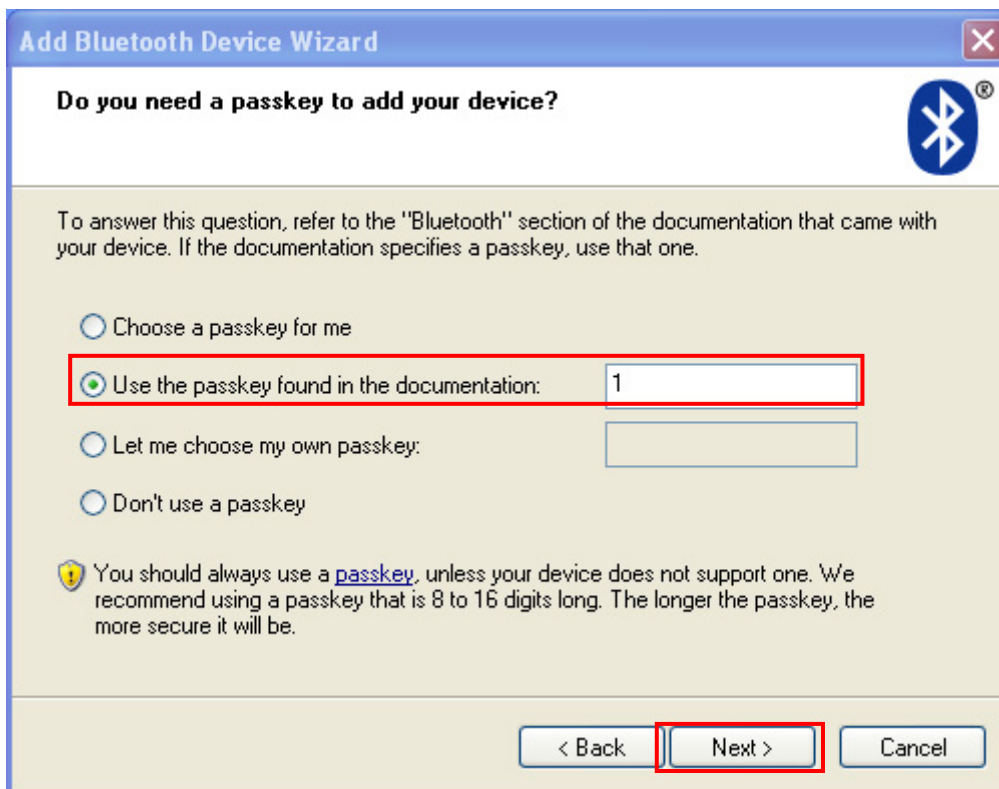 Add Bluetooth Device Wizard
Do you need a passkey to add your device?
®
To answer this question, refer to the "Bluetooth" section of the documentation that came with
your device. If the documentation specifies a passkey, use that one.
Choose a passkey for me
Use the passkey found in the documentation: 1
Let me choose my own passkey:
Don't use a passkey
You should always use a passkey, unless your device does not support one. We
recommend using a passkey that is 8 to 16 digits long. The longer the passkey, the
more secure it will be.
< Back Next > Cancel